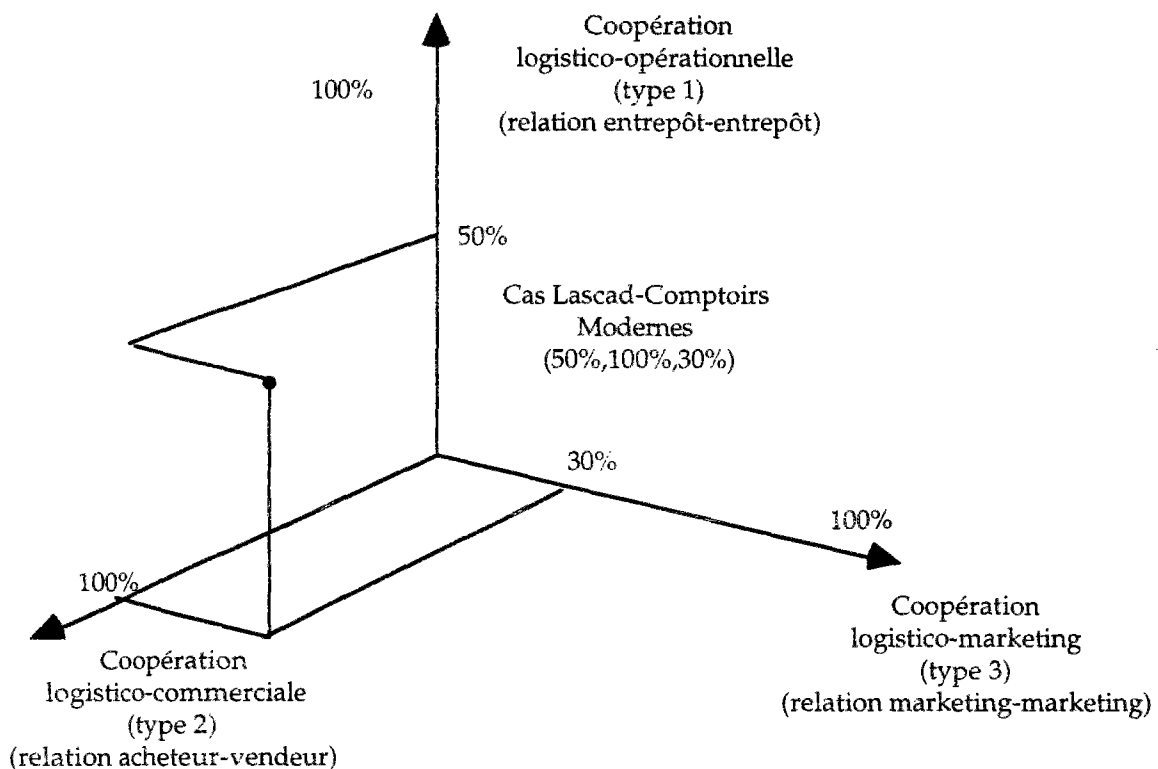 Coopération
logistico-opérationnelle
(type 1)
(relation entrepôt-entrepôt)
100%
50%
Cas Lascad-Comptoirs
Modernes
(50%,100%,30%)
30%
100%
100%
Coopération
logistico-marketing
(type 3)
(relation marketing-marketing)
Coopération
logistico-commerciale
(type 2)
(relation acheteur-vendeur)